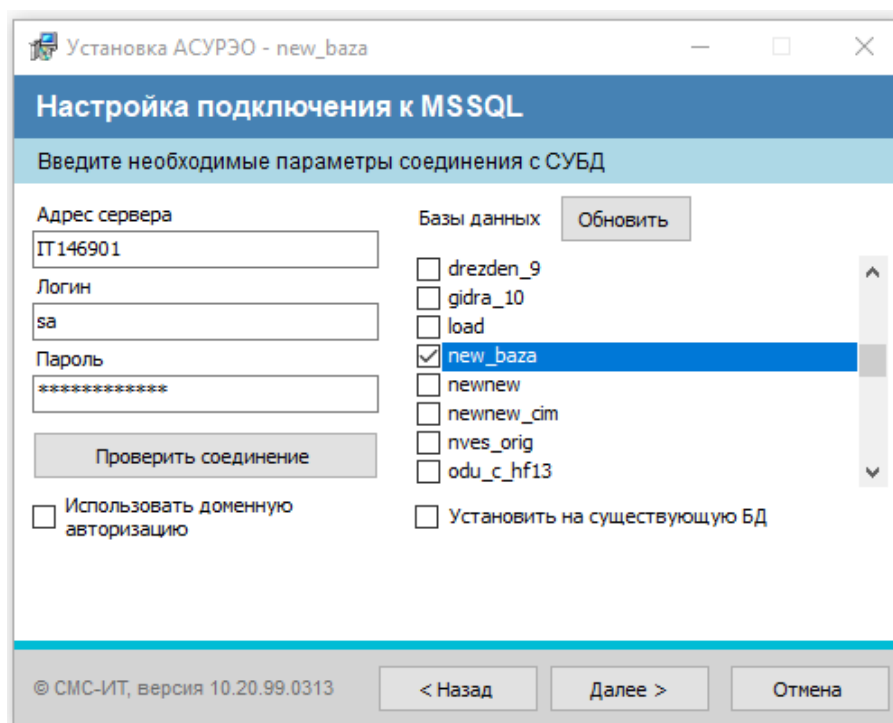 Установка АСУРЭО - new_baza
Настройка подключения к MSSQL
Введите необходимые параметры соединения с СУБД
Адрес сервера
IT146901
Логин
sa
Пароль
************
Проверить соединение
Использовать доменную
авторизацию
Базы данных
Обновить
drezden_9
gidra_10
load
new_baza
newnew
newnew_cim
nves_orig
odu_c_hf13
Установить на существующую БД
© СМС-ИТ, версия 10.20.99.0313
< Назад
Далее >
Отмена